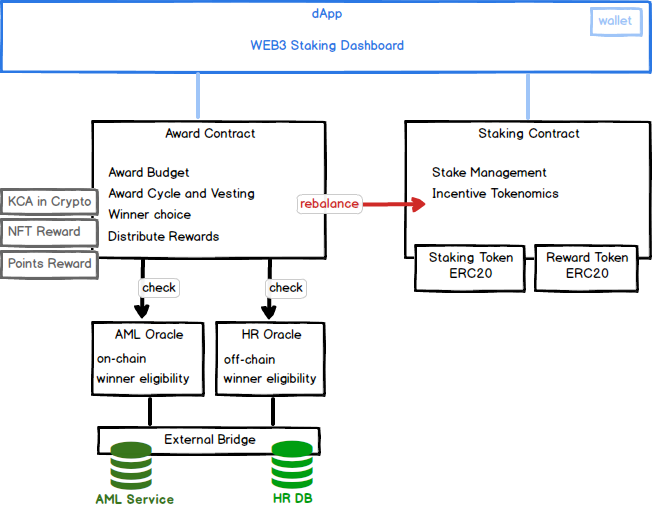 dApp
wallet
WEB3 Staking Dashboard
Award Contract
Award Budget
Award Cycle and Vesting
Winner choice
Distribute Rewards
KCA in Crypto
NFT Reward
Points Reward
rebalance
Staking Contract
Stake Management
Incentive Tokenomics
Staking Token
ERC20
Reward Token
ERC20
check
check
AML Oracle
on-chain
winner eligibility
HR Oracle
off-chain
winner eligibility
External Bridge
AML Service
HR DB